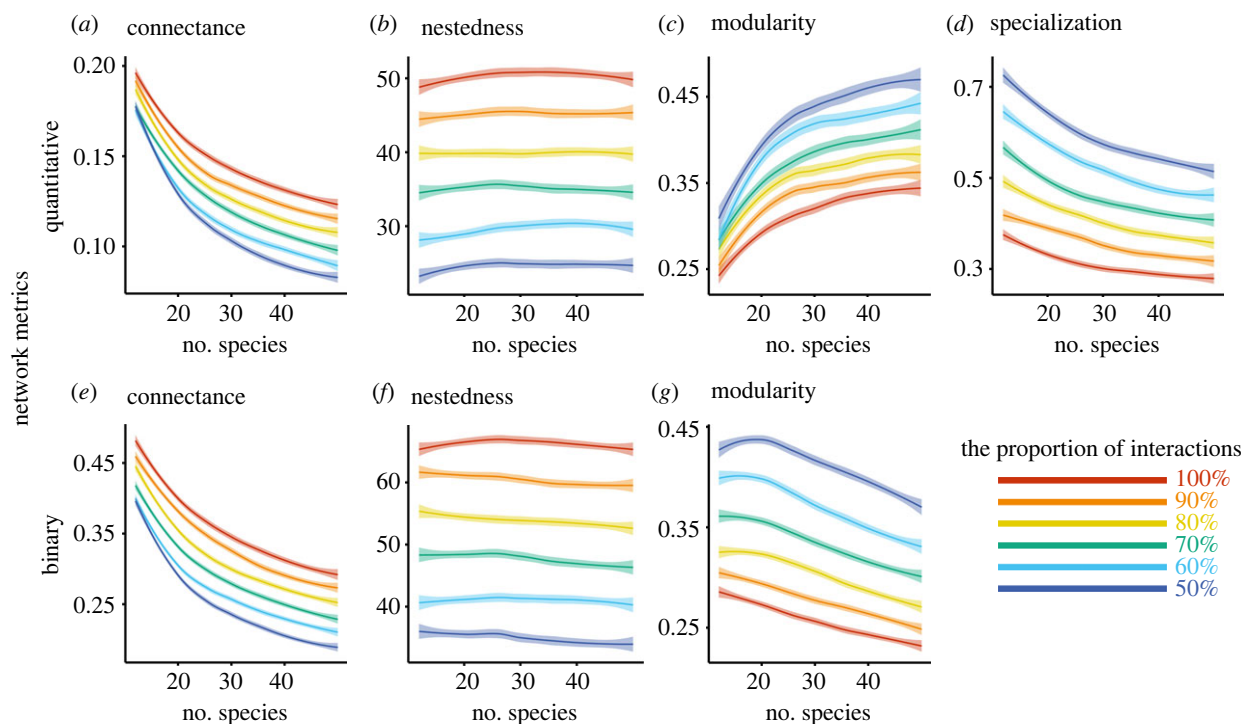 (a) connectance
(b) nestedness
(c) modularity
(d) specialization
network metrics
quantitative
0.20
0.15
0.10
20 30 40
no. species
50
40
30
20 30 40
no. species
0.45
0.35
0.25
20 30 40
no. species
0.7
0.5
0.3
20 30 40
no. species
(e) connectance
(f) nestedness
(g) modularity
binary
0.45
0.35
0.25
20 30 40
no. species
60
50
40
20 30 40
no. species
0.45
0.35
0.25
20 30 40
no. species
the proportion of interactions
100%
90%
80%
70%
60%
50%